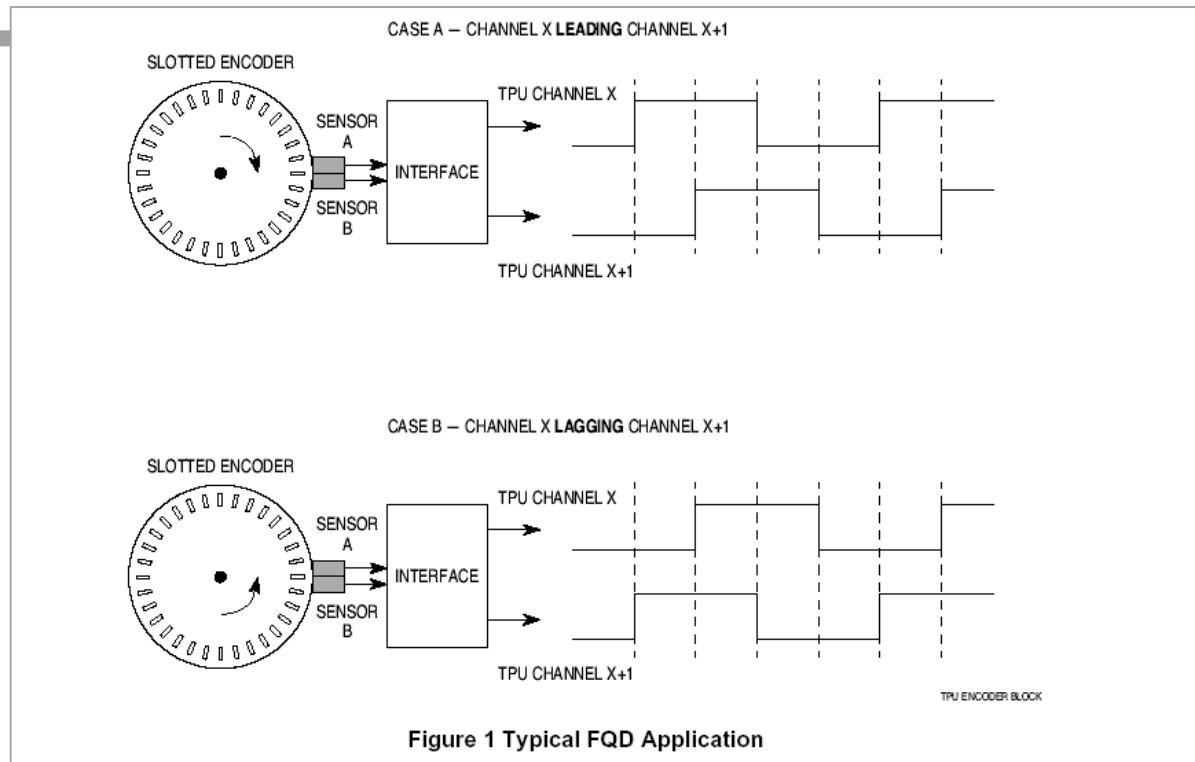 CASE A – CHANNEL X LEADING CHANNEL X+1
SLOTTED ENCODER
SENSOR
A
SENSOR
B
INTERFACE
TPU CHANNEL X
TPU CHANNEL X+1
CASE B – CHANNEL X LAGGING CHANNEL X+1
SLOTTED ENCODER
SENSOR
A
SENSOR
B
INTERFACE
TPU CHANNEL X
TPU CHANNEL X+1
TPU ENCODER BLOCK
Figure 1 Typical FQD Application